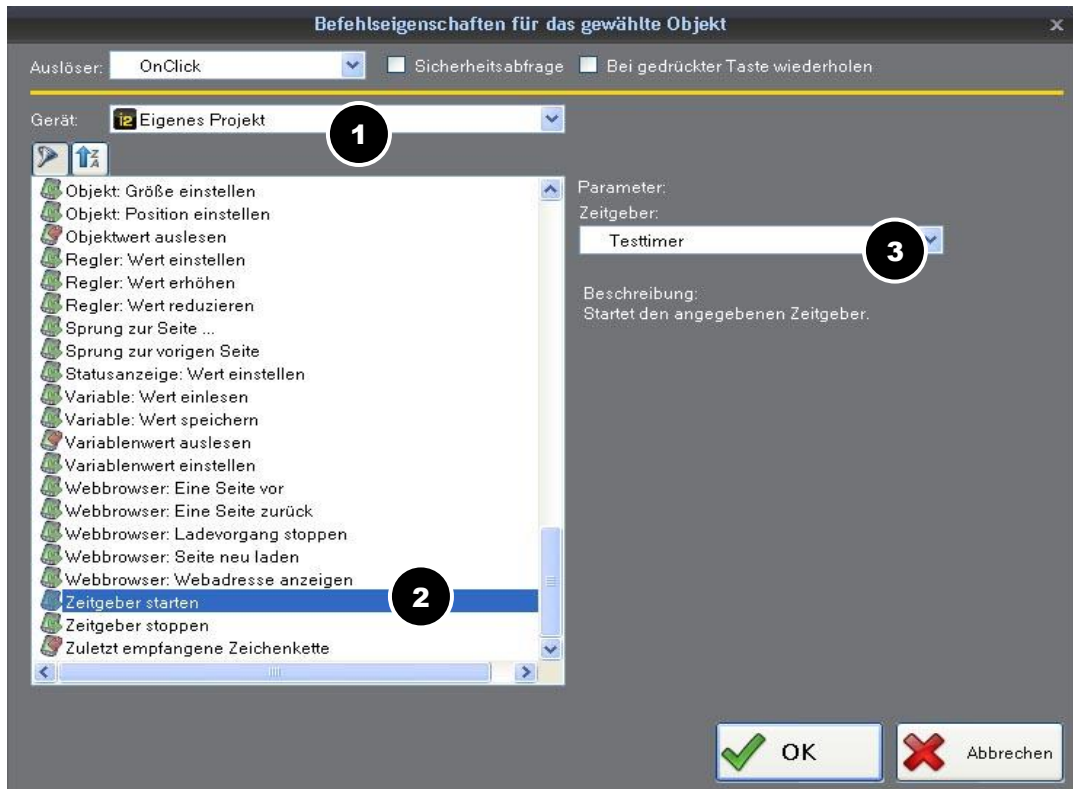 Befehlseigenschaften für das gewählte Objekt
x
Auslöser: OnClick Sicherheitsabfrage Bei gedrückter Taste wiederholen
Gerät: i2 Eigenes Projekt
1
Z
A
Objekt: Größe einstellen
Objekt: Position einstellen
Objektwert auslesen
Regler: Wert einstellen
Regler: Wert erhöhen
Regler: Wert reduzieren
Sprung zur Seite ...
Sprung zur vorigen Seite
Statusanzeige: Wert einstellen
Variable: Wert einlesen
Variable: Wert speichern
Variablenwert auslesen
Variablenwert einstellen
Webbrowser: Eine Seite vor
Webbrowser: Eine Seite zurück
Webbrowser: Ladevorgang stoppen
Webbrowser: Seite neu laden
Webbrowser: Webadresse anzeigen
Zeitgeber starten
2
Zeitgeber stoppen
Zuletzt empfangene Zeichenkette
Parameter:
Zeitgeber:
Testtimer
3
Beschreibung:
Startet den angegebenen Zeitgeber.
OK
Abbrechen